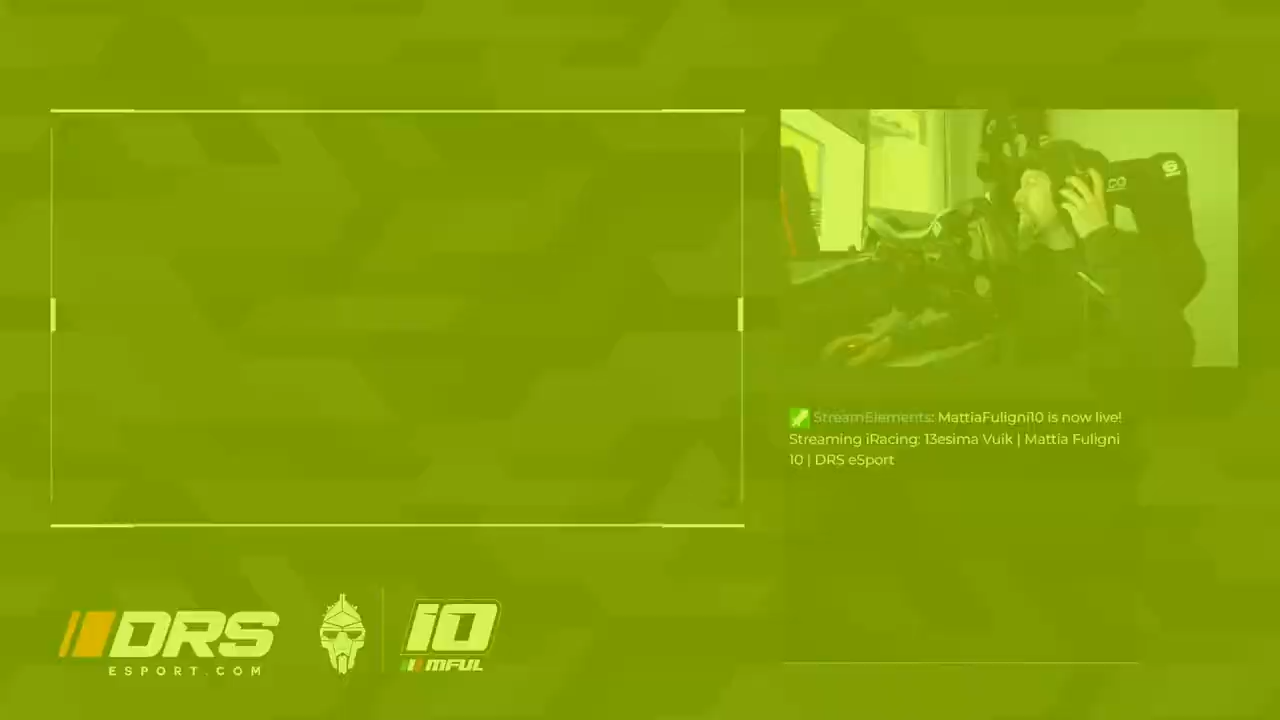 StreamElements: MattiaFuligni10 is now live!
Streaming iRacing: 13esima Vuik | Mattia Fuligni
10 | DRS eSport
DRS
ESPORT.COM
10
MFUL